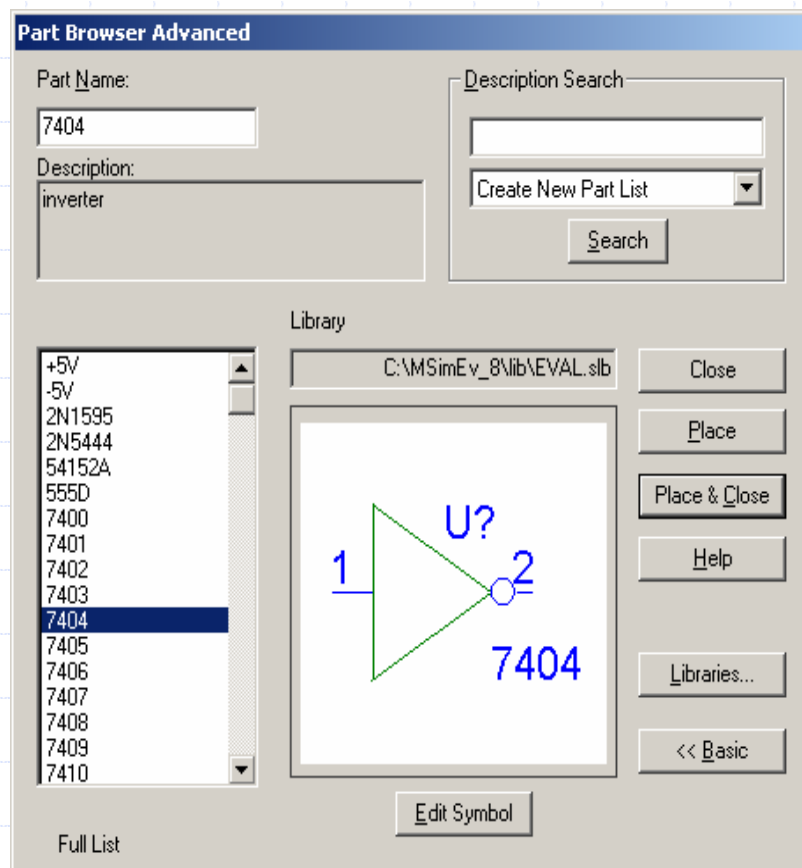 Part Browser Advanced
Part Name:
7404
Description:
inverter
Description Search
Create New Part List
Search
Library
C:\MSimEv_8\lib\EVAL.slb
+5V
-5V
2N1595
2N5444
54152A
555D
7400
7401
7402
7403
7404
7405
7406
7407
7408
7409
7410
Full List
U?
1
2
7404
Edit Symbol
Close
Place
Place & Close
Help
Libraries...
<< Basic